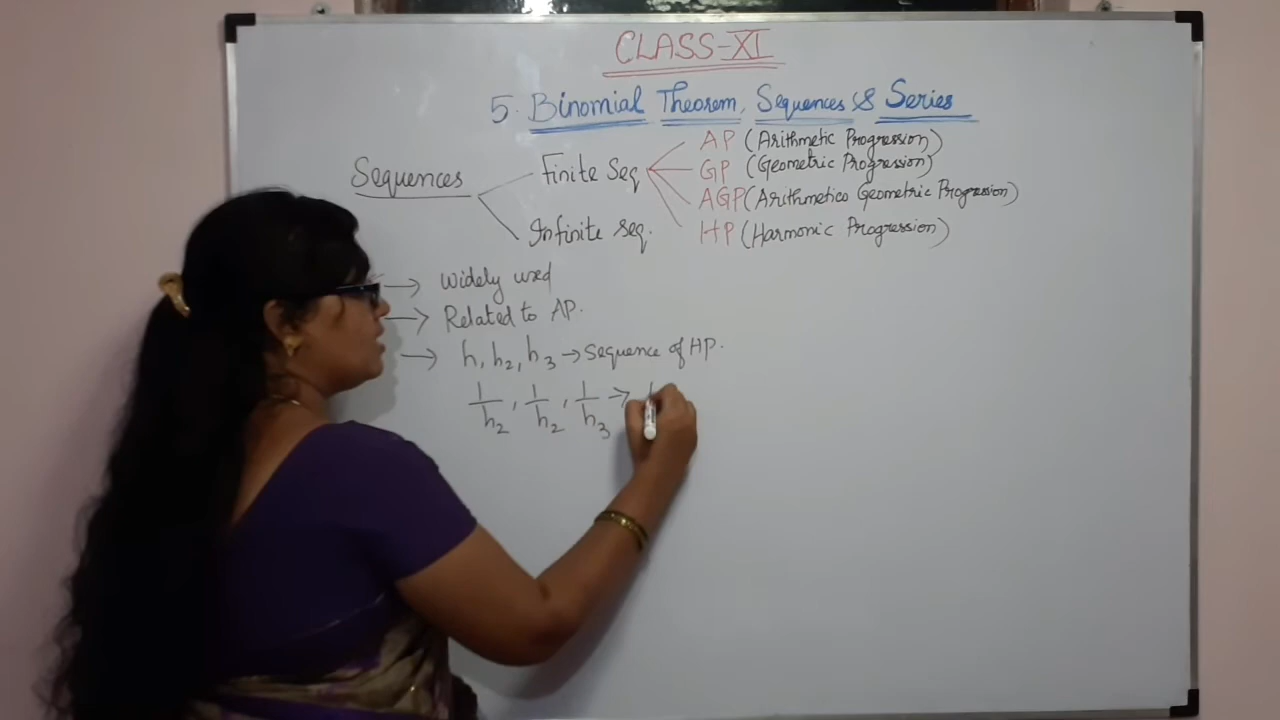 CLASS-XI
5. Binomial Theorem, Sequences & Series
Sequences
Finite Seq
Infinite seq.
AP (Arithmetic Progression)
GP (Geometric Progression)
AGP (Arithmetico Geometric Progression)
HP (Harmonic Progression)
→ Widely used
→ Related to AP.
→ h, h2, h3 → Sequence of HP.
1/h2, 1/h2, 1/h3 →